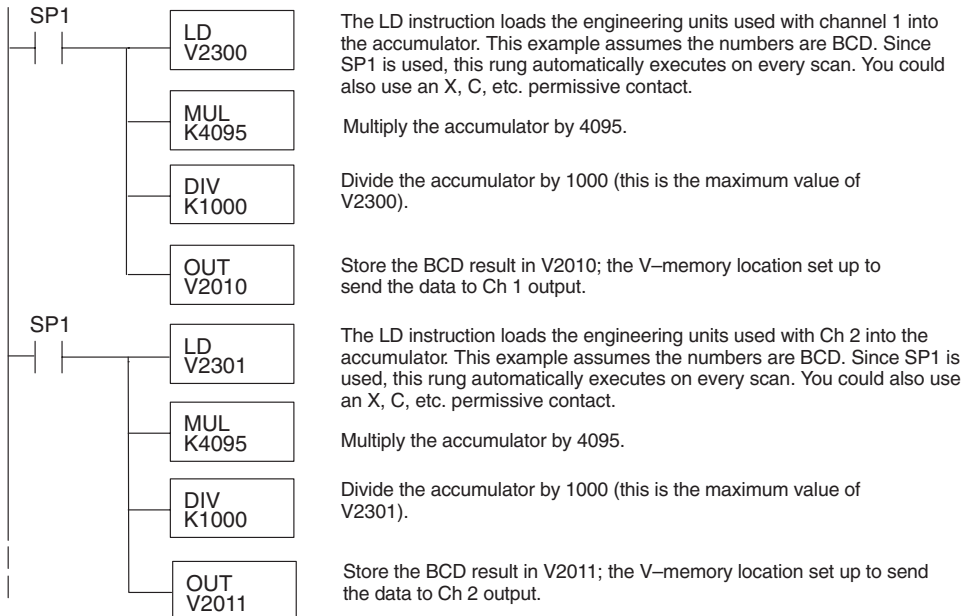 SP1
LD
V2300
The LD instruction loads the engineering units used with channel 1 into
the accumulator. This example assumes the numbers are BCD. Since
SP1 is used, this rung automatically executes on every scan. You could
also use an X, C, etc. permissive contact.
MUL
K4095
Multiply the accumulator by 4095.
DIV
K1000
Divide the accumulator by 1000 (this is the maximum value of
V2300).
OUT
V2010
Store the BCD result in V2010; the V–memory location set up to
send the data to Ch 1 output.
SP1
LD
V2301
The LD instruction loads the engineering units used with Ch 2 into the
accumulator. This example assumes the numbers are BCD. Since SP1 is
used, this rung automatically executes on every scan. You could also use
an X, C, etc. permissive contact.
MUL
K4095
Multiply the accumulator by 4095.
DIV
K1000
Divide the accumulator by 1000 (this is the maximum value of
V2301).
OUT
V2011
Store the BCD result in V2011; the V–memory location set up to send
the data to Ch 2 output.